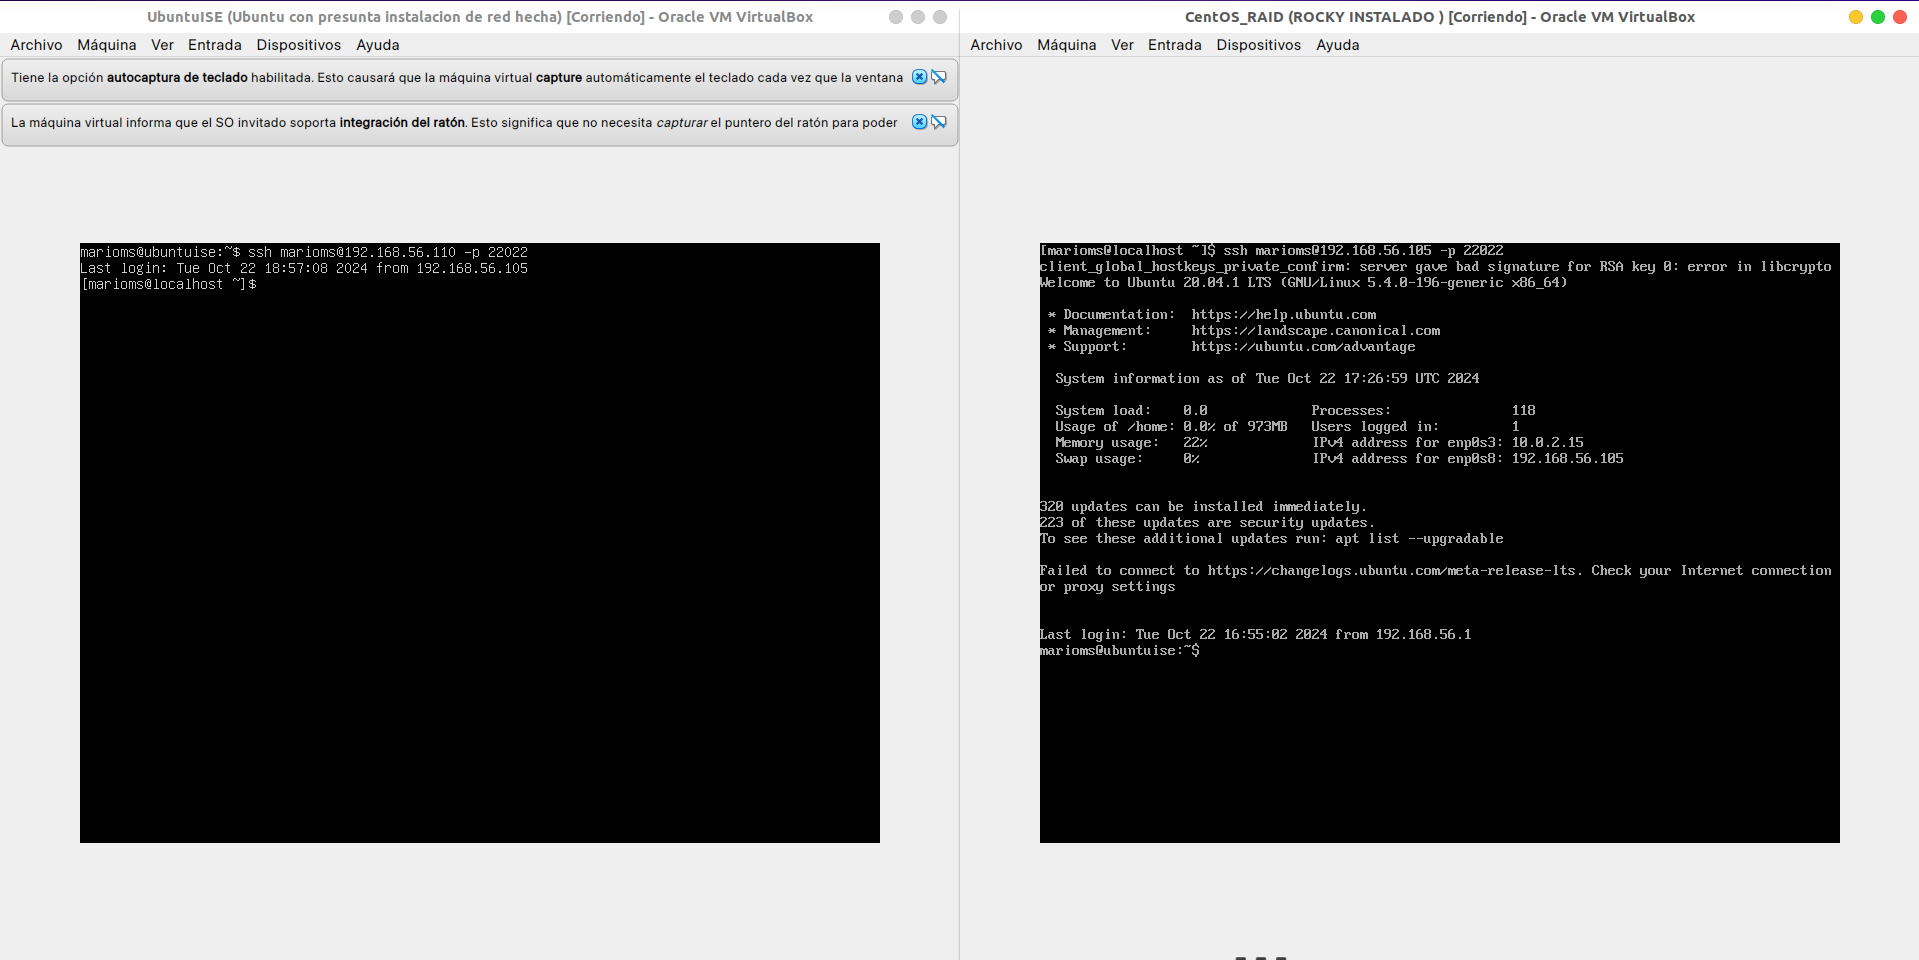 UbuntuISE (Ubuntu con presunta instalacion de red hecha) [Corriendo] - Oracle VM VirtualBox
Archivo Máquina Ver Entrada Dispositivos Ayuda
Tiene la opción autocaptura de teclado habilitada. Esto causará que la máquina virtual capture automáticamente el teclado cada vez que la ventana
La máquina virtual informa que el SO invitado soporta integración del ratón. Esto significa que no necesita capturar el puntero del ratón para poder
marioms@ubuntuise:~$ ssh marioms@192.168.56.110 -p 22022
Last login: Tue Oct 22 18:57:08 2024 from 192.168.56.105
[marioms@localhost ~]$
CentOS_RAID (ROCKY INSTALADO ) [Corriendo] - Oracle VM VirtualBox
Archivo Máquina Ver Entrada Dispositivos Ayuda
[marioms@localhost ~]$ ssh marioms@192.168.56.105 -p 22022
client_global_hostkeys_private_confirm: server gave bad signature for RSA key 0: error in libcrypto
Welcome to Ubuntu 20.04.1 LTS (GNU/Linux 5.4.0-196-generic x86_64)
* Documentation: https://help.ubuntu.com
* Management: https://landscape.canonical.com
* Support: https://ubuntu.com/advantage
System information as of Tue Oct 22 17:26:59 UTC 2024
System load: 0.0 Processes: 118
Usage of /home: 0.0% of 973MB Users logged in: 1
Memory usage: 22% IPv4 address for enp0s3: 10.0.2.15
Swap usage: 0% IPv4 address for enp0s8: 192.168.56.105
320 updates can be installed immediately.
223 of these updates are security updates.
To see these additional updates run: apt list --upgradable
Failed to connect to https://changelogs.ubuntu.com/meta-release-lts. Check your Internet connection
or proxy settings
Last login: Tue Oct 22 16:55:02 2024 from 192.168.56.1
marioms@ubuntuise:~$